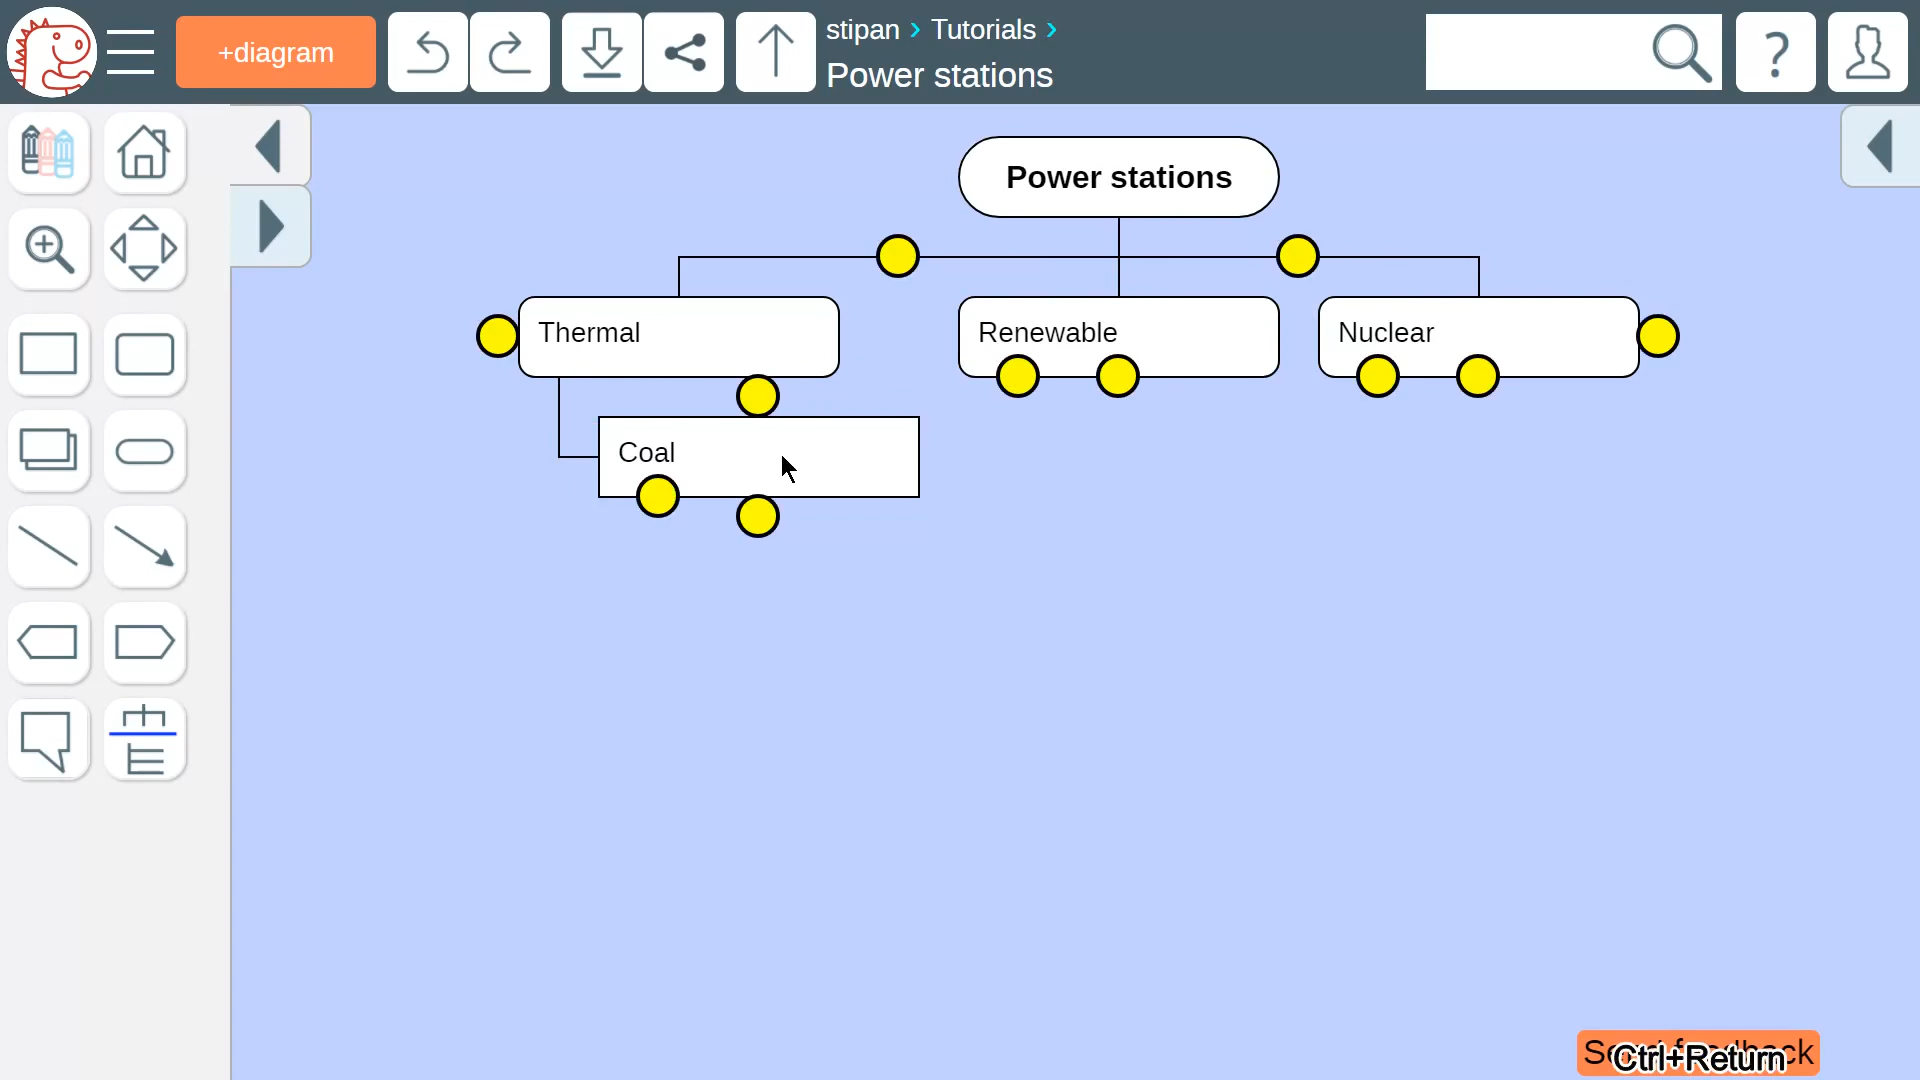 +diagram
stipan › Tutorials ›
Power stations
?
Power stations
Thermal
Renewable
Nuclear
Coal
Ctrl+Return